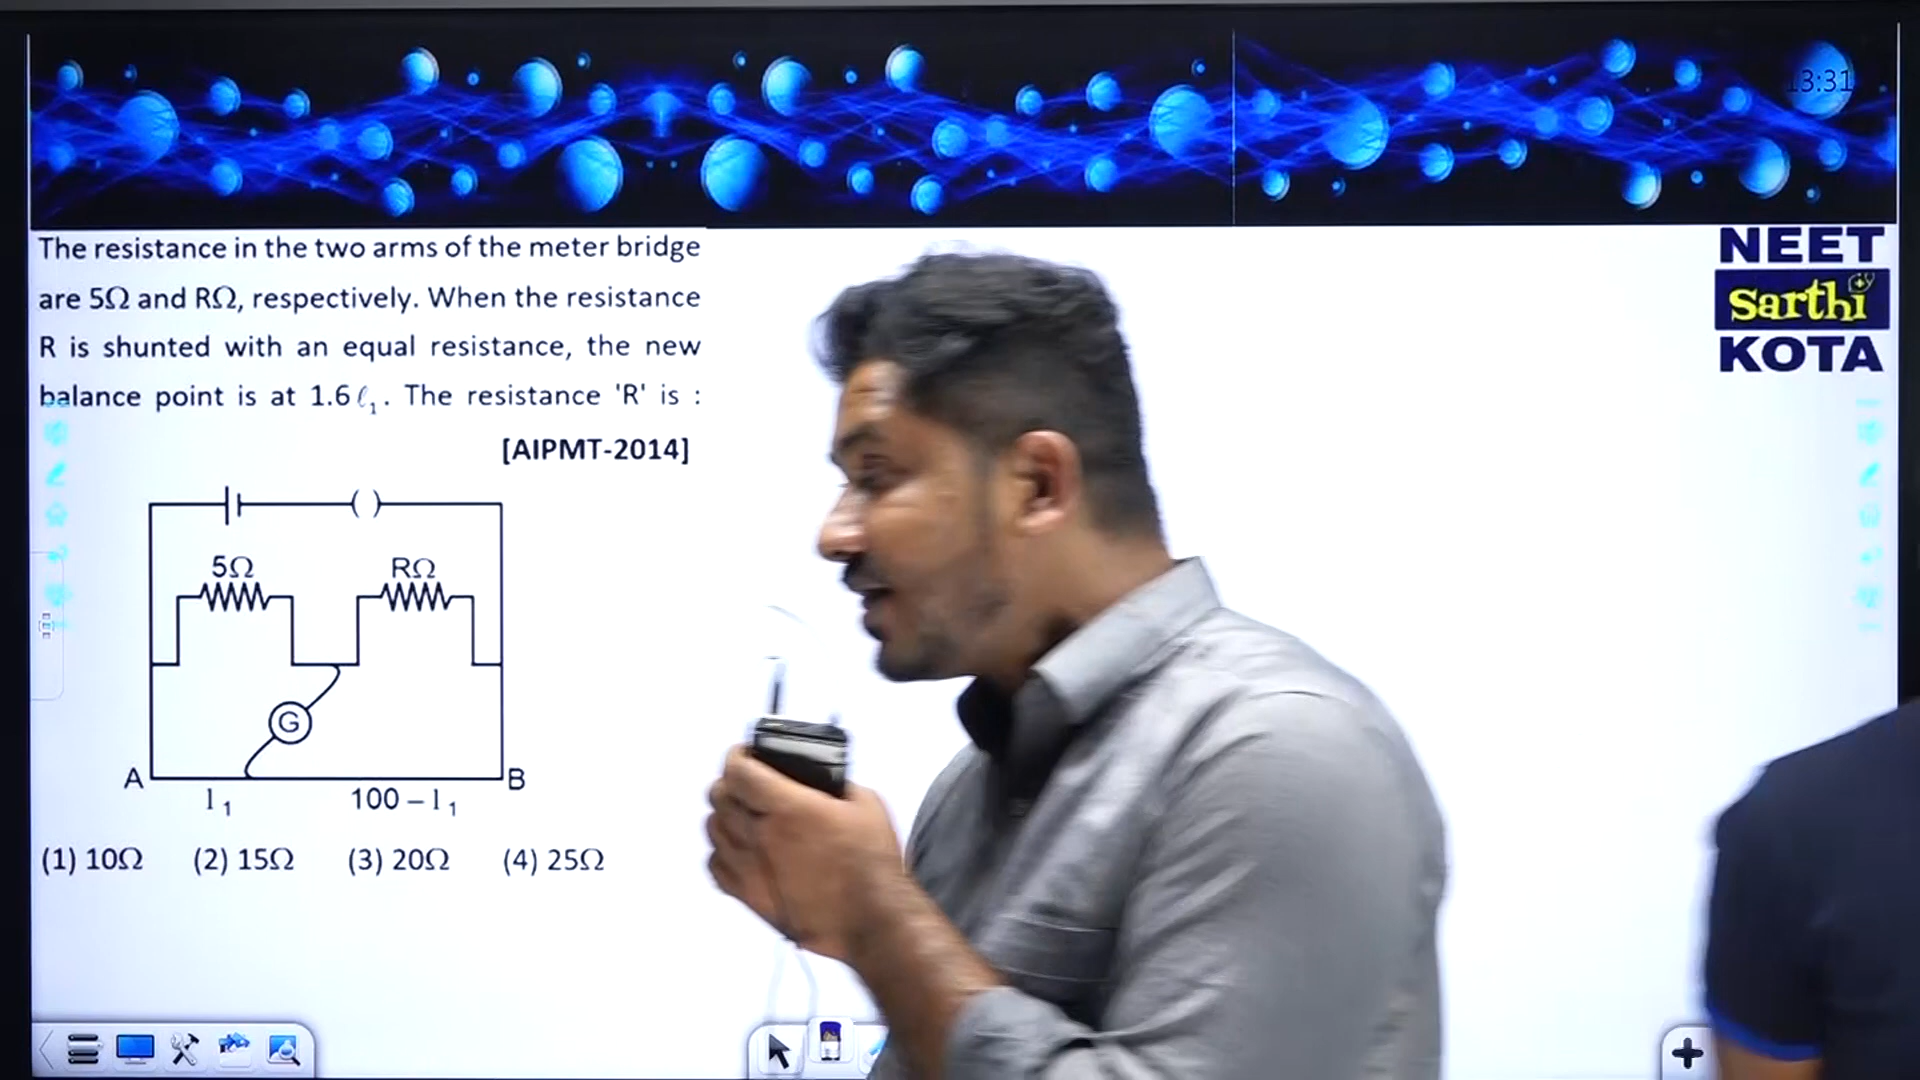 13:31
The resistance in the two arms of the meter bridge
are 5Ω and RΩ, respectively. When the resistance
R is shunted with an equal resistance, the new
balance point is at 1.6 ℓ₁. The resistance 'R' is :
[AIPMT-2014]
5Ω RΩ
G
A B
l₁ 100 – l₁
(1) 10Ω (2) 15Ω (3) 20Ω (4) 25Ω
NEET
Sarthi
KOTA